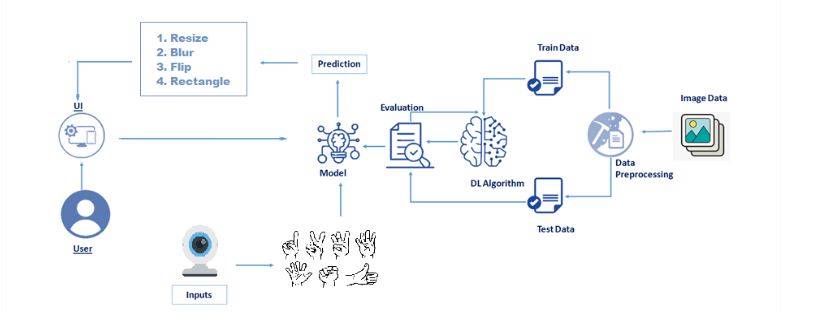 1. Resize
2. Blur
3. Flip
4. Rectangle
Prediction
Train Data
UI
Evaluation
Image Data
Model
DL Algorithm
Data
Preprocessing
User
Test Data
Inputs